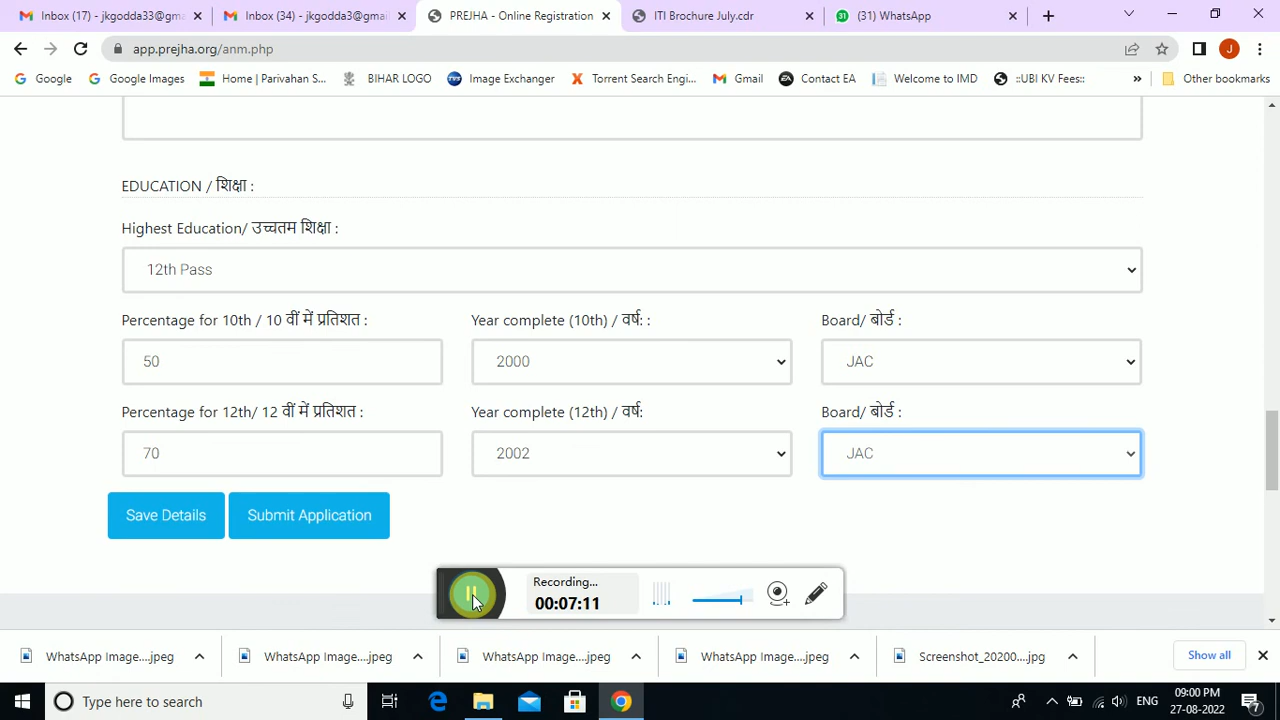 Inbox (17) - jkgodda33@gma
Inbox (34) - jkgodda3@gmai
PREJHA - Online Registration
ITI Brochure July.cdr
31
(31) WhatsApp
app.prejha.org/anm.php
J
Google
Google Images
Home | Parivahan S...
BIHAR LOGO
Image Exchanger
Torrent Search Engi...
Gmail
Contact EA
Welcome to IMD
::UBI KV Fees::
»
Other bookmarks
EDUCATION / शिक्षा :
Highest Education/ उच्चतम शिक्षा :
12th Pass
Percentage for 10th / 10 वीं में प्रतिशत :
Year complete (10th) / वर्ष: :
Board/ बोर्ड :
50
2000
JAC
Percentage for 12th/ 12 वीं में प्रतिशत :
Year complete (12th) / वर्ष:
Board/ बोर्ड :
70
2002
JAC
Save Details
Submit Application
Recording...
00:07:11
WhatsApp Image....jpeg
WhatsApp Image....jpeg
WhatsApp Image....jpeg
WhatsApp Image....jpeg
Screenshot_20200....jpg
Show all
Type here to search
ENG
09:00 PM
27-08-2022
7